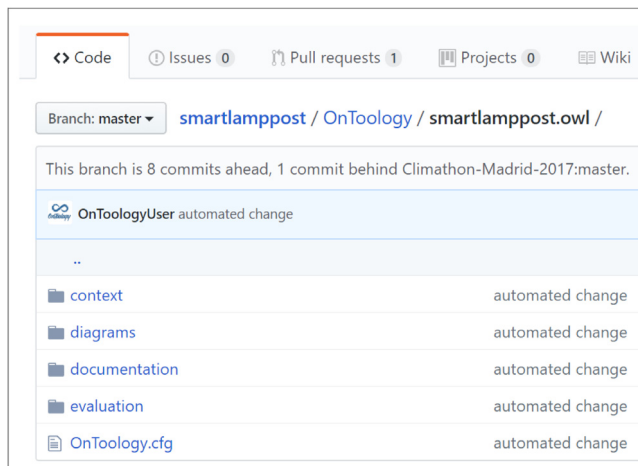 Code Issues 0 Pull requests 1 Projects 0 Wiki
Branch: master smartlamppost / OnToology / smartlamppost.owl /
This branch is 8 commits ahead, 1 commit behind Climathon-Madrid-2017:master.
OnToologyUser automated change
..
context automated change
diagrams automated change
documentation automated change
evaluation automated change
OnToology.cfg automated change